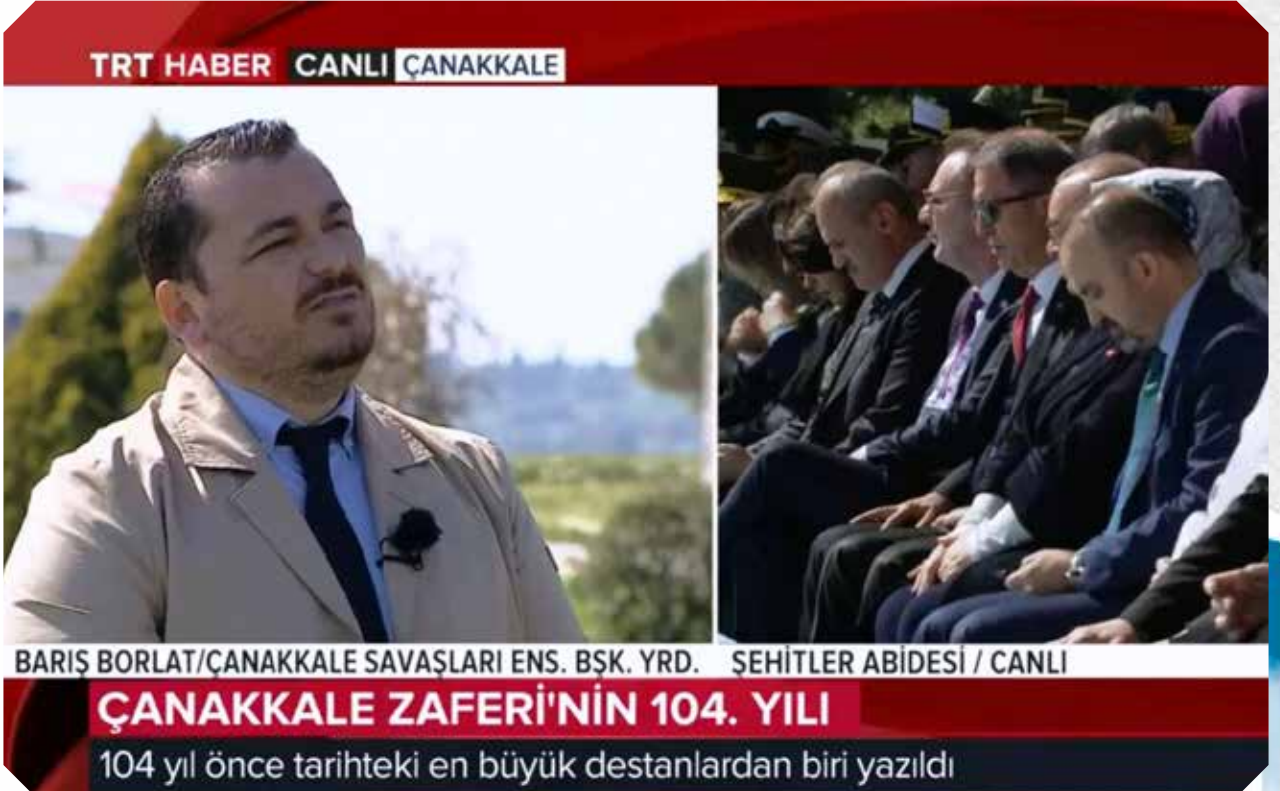 TRT HABER CANLI ÇANAKKALE
BARIŞ BORLAT/ÇANAKKALE SAVAŞLARI ENS. BŞK. YRD. ŞEHİTLER ABİDESİ / CANLI
ÇANAKKALE ZAFERİ'NİN 104. YILI
104 yıl önce tarihteki en büyük destanlardan biri yazıldı